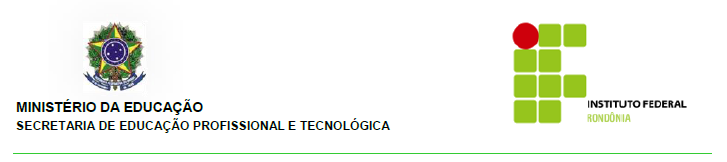 MINISTÉRIO DA EDUCAÇÃO
SECRETARIA DE EDUCAÇÃO PROFISSIONAL E TECNOLÓGICA
INSTITUTO FEDERAL
RONDÔNIA